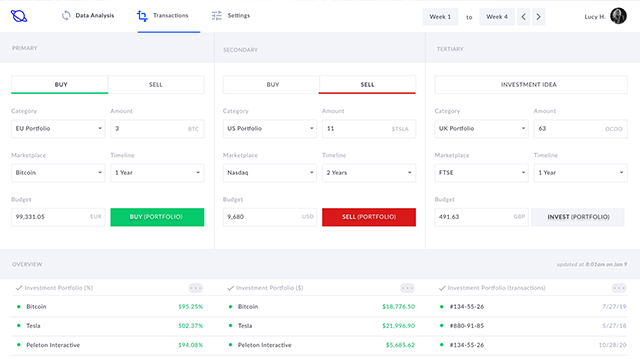 Data Analysis Transactions Settings Week 1 to Week 4 Lucy H.
PRIMARY SECONDARY TERTIARY
BUY SELL BUY SELL INVESTMENT IDEA
Category Amount Category Amount Category Amount
EU Portfolio 3 BTC US Portfolio 11 $TSLA UK Portfolio 63 OCDO
Marketplace Timeline Marketplace Timeline Marketplace Timeline
Bitcoin 1 Year Nasdaq 2 Years FTSE 1 Year
Budget Budget Budget
99,331.05 EUR BUY (PORTFOLIO) 9,680 USD SELL (PORTFOLIO) 491.63 GBP INVEST (PORTFOLIO)
OVERVIEW updated at 8:01am on Jan 9
Investment Portfolio (%) Investment Portfolio ($) Investment Portfolio (transactions)
Bitcoin 195.25% Bitcoin $18,776.50 #134-55-26 7/27/19
Tesla 502.37% Tesla $21,996.90 #880-91-85 5/27/18
Peleton Interactive 194.08% Peleton Interactive $5,685.62 #134-55-26 10/28/20